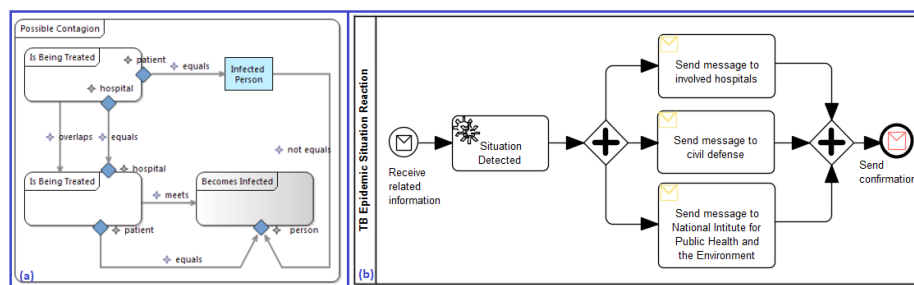 Possible Contagion
Is Being Treated
patient
equals
Infected
Person
hospital
overlaps
equals
not equals
hospital
Is Being Treated
Becomes Infected
meets
patient
person
equals
(a)
TB Epidemic Situation Reaction
Receive
related
information
Situation
Detected
Send message to
involved hospitals
Send message to
civil defense
Send message to
National Intitute for
Public Health and
the Environment
Send
confirmation
(b)